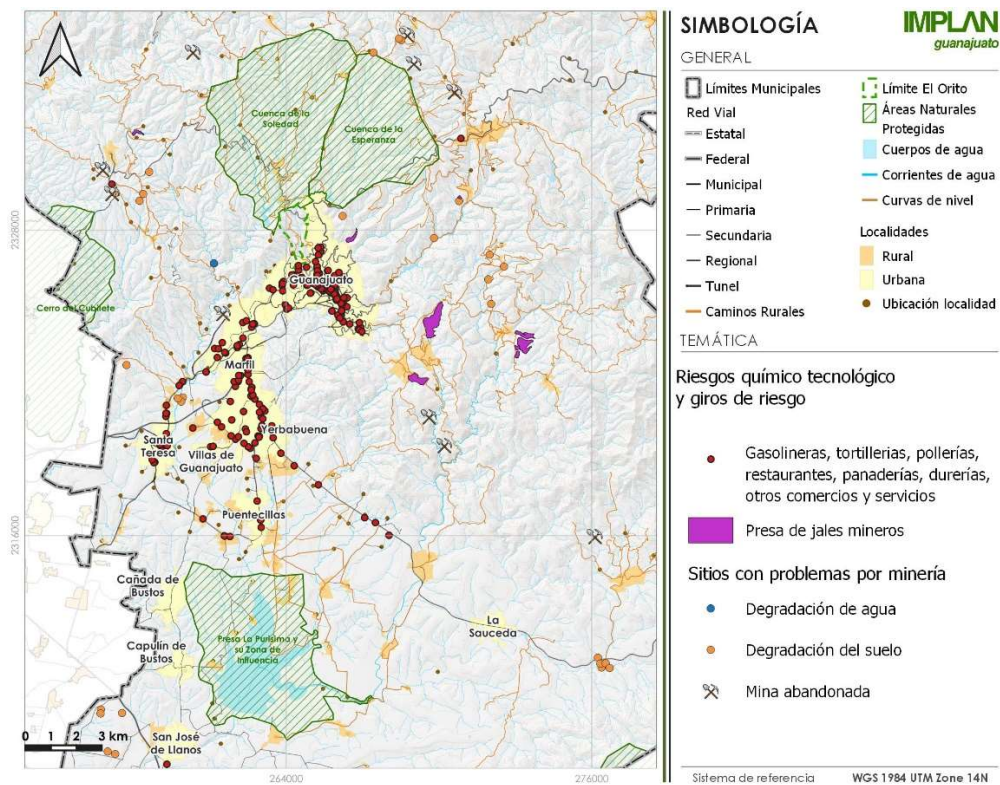 Cuenca de la
Soledad
Cuenca de la
Esperanza
2328000
Cerro del Cubilete
Guanajuato
Marfil
Santa
Teresa
Villas de
Guanajuato
Yerbabuena
Puentecillas
2316000
Cañada de
Bustos
Capulín de
Bustos
Presa La Purísima y
su Zona de
Influencia
La
Sauceda
0 1 2 3 km
San José
de Llanos
264000
276000
SIMBOLOGÍA
IMPLAN
guanajuato
GENERAL
Límites Municipales
Red Vial
Estatal
Federal
Municipal
Primaria
Secundaria
Regional
Tunel
Caminos Rurales
Límite El Orito
Áreas Naturales
Protegidas
Cuerpos de agua
Corrientes de agua
Curvas de nivel
Localidades
Rural
Urbana
Ubicación localidad
TEMÁTICA
Riesgos químico tecnológico
y giros de riesgo
Gasolineras, tortillerias, pollerías,
restaurantes, panaderías, durerías,
otros comercios y servicios
Presa de jales mineros
Sitios con problemas por minería
Degradación de agua
Degradación del suelo
Mina abandonada
Sistema de referencia WGS 1984 UTM Zone 14N